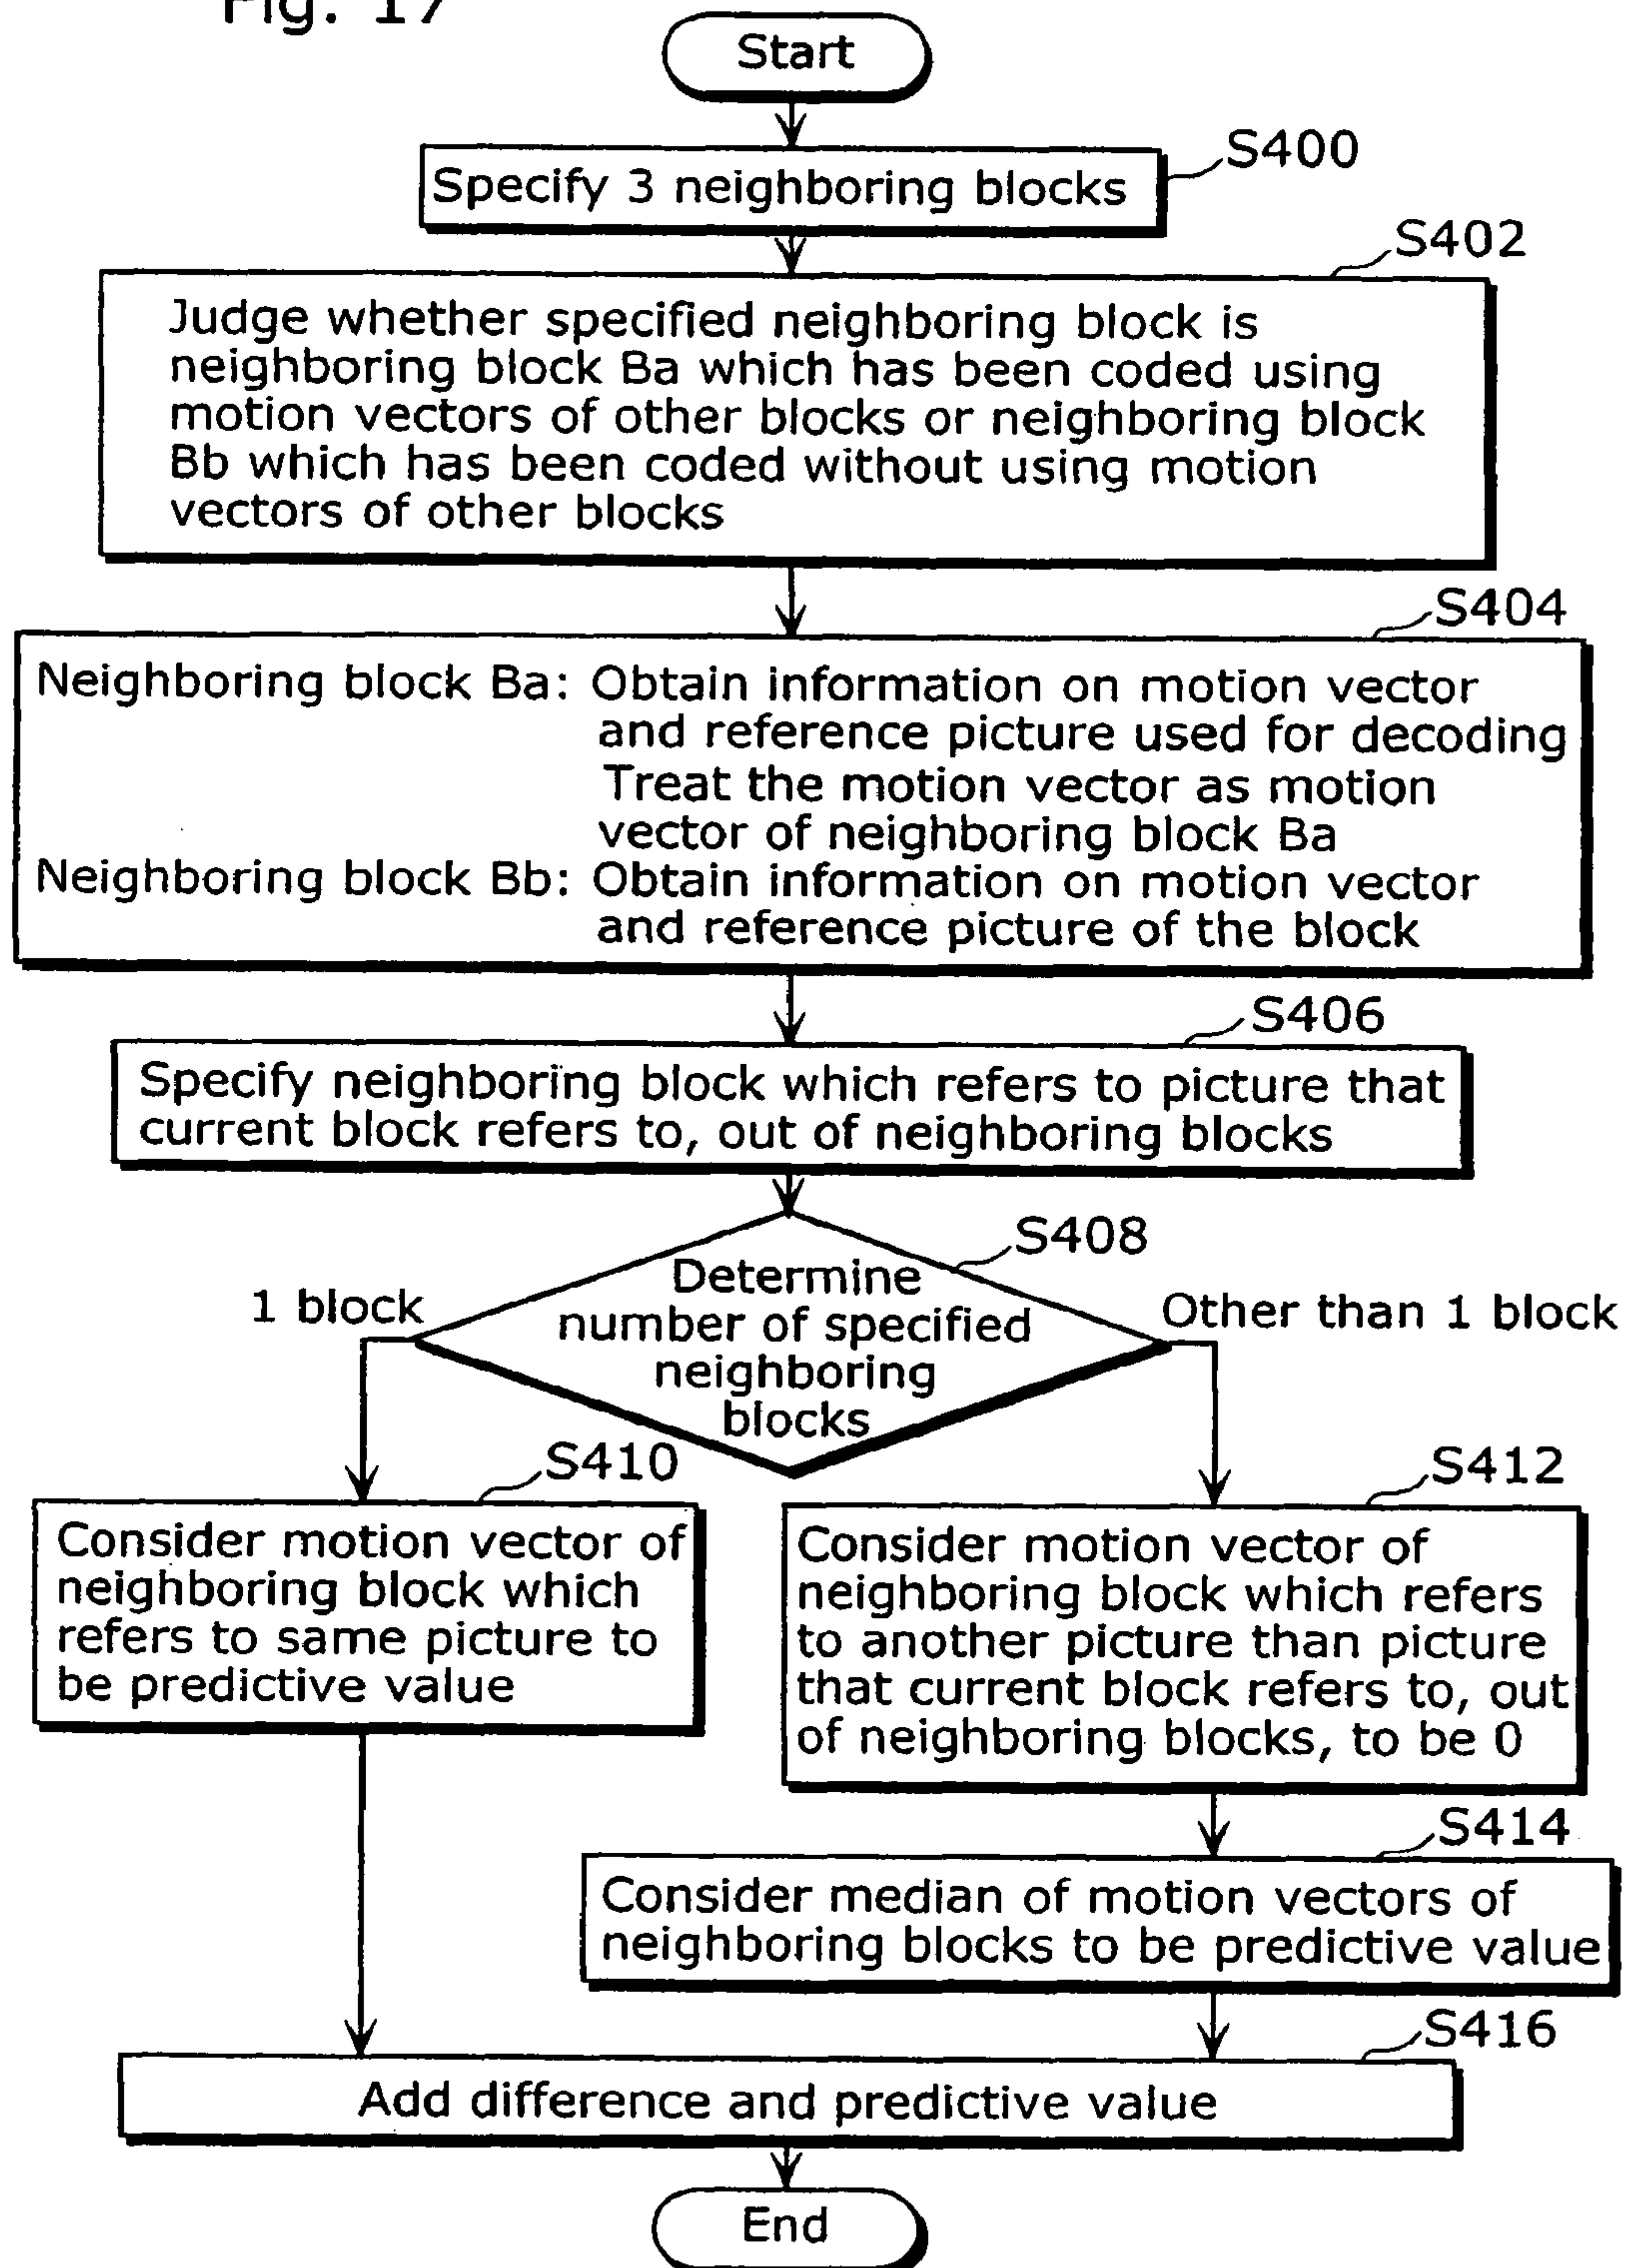 Fig. 17
Start
S400
Specify 3 neighboring blocks
S402
Judge whether specified neighboring block is
neighboring block Ba which has been coded using
motion vectors of other blocks or neighboring block
Bb which has been coded without using motion
vectors of other blocks
S404
Neighboring block Ba: Obtain information on motion vector
and reference picture used for decoding
Treat the motion vector as motion
vector of neighboring block Ba
Neighboring block Bb: Obtain information on motion vector
and reference picture of the block
S406
Specify neighboring block which refers to picture that
current block refers to, out of neighboring blocks
S408
Determine
number of specified
neighboring
blocks
1 block
Other than 1 block
S410
Consider motion vector of
neighboring block which
refers to same picture to
be predictive value
S412
Consider motion vector of
neighboring block which refers
to another picture than picture
that current block refers to, out
of neighboring blocks, to be 0
S414
Consider median of motion vectors of
neighboring blocks to be predictive value
S416
Add difference and predictive value
End